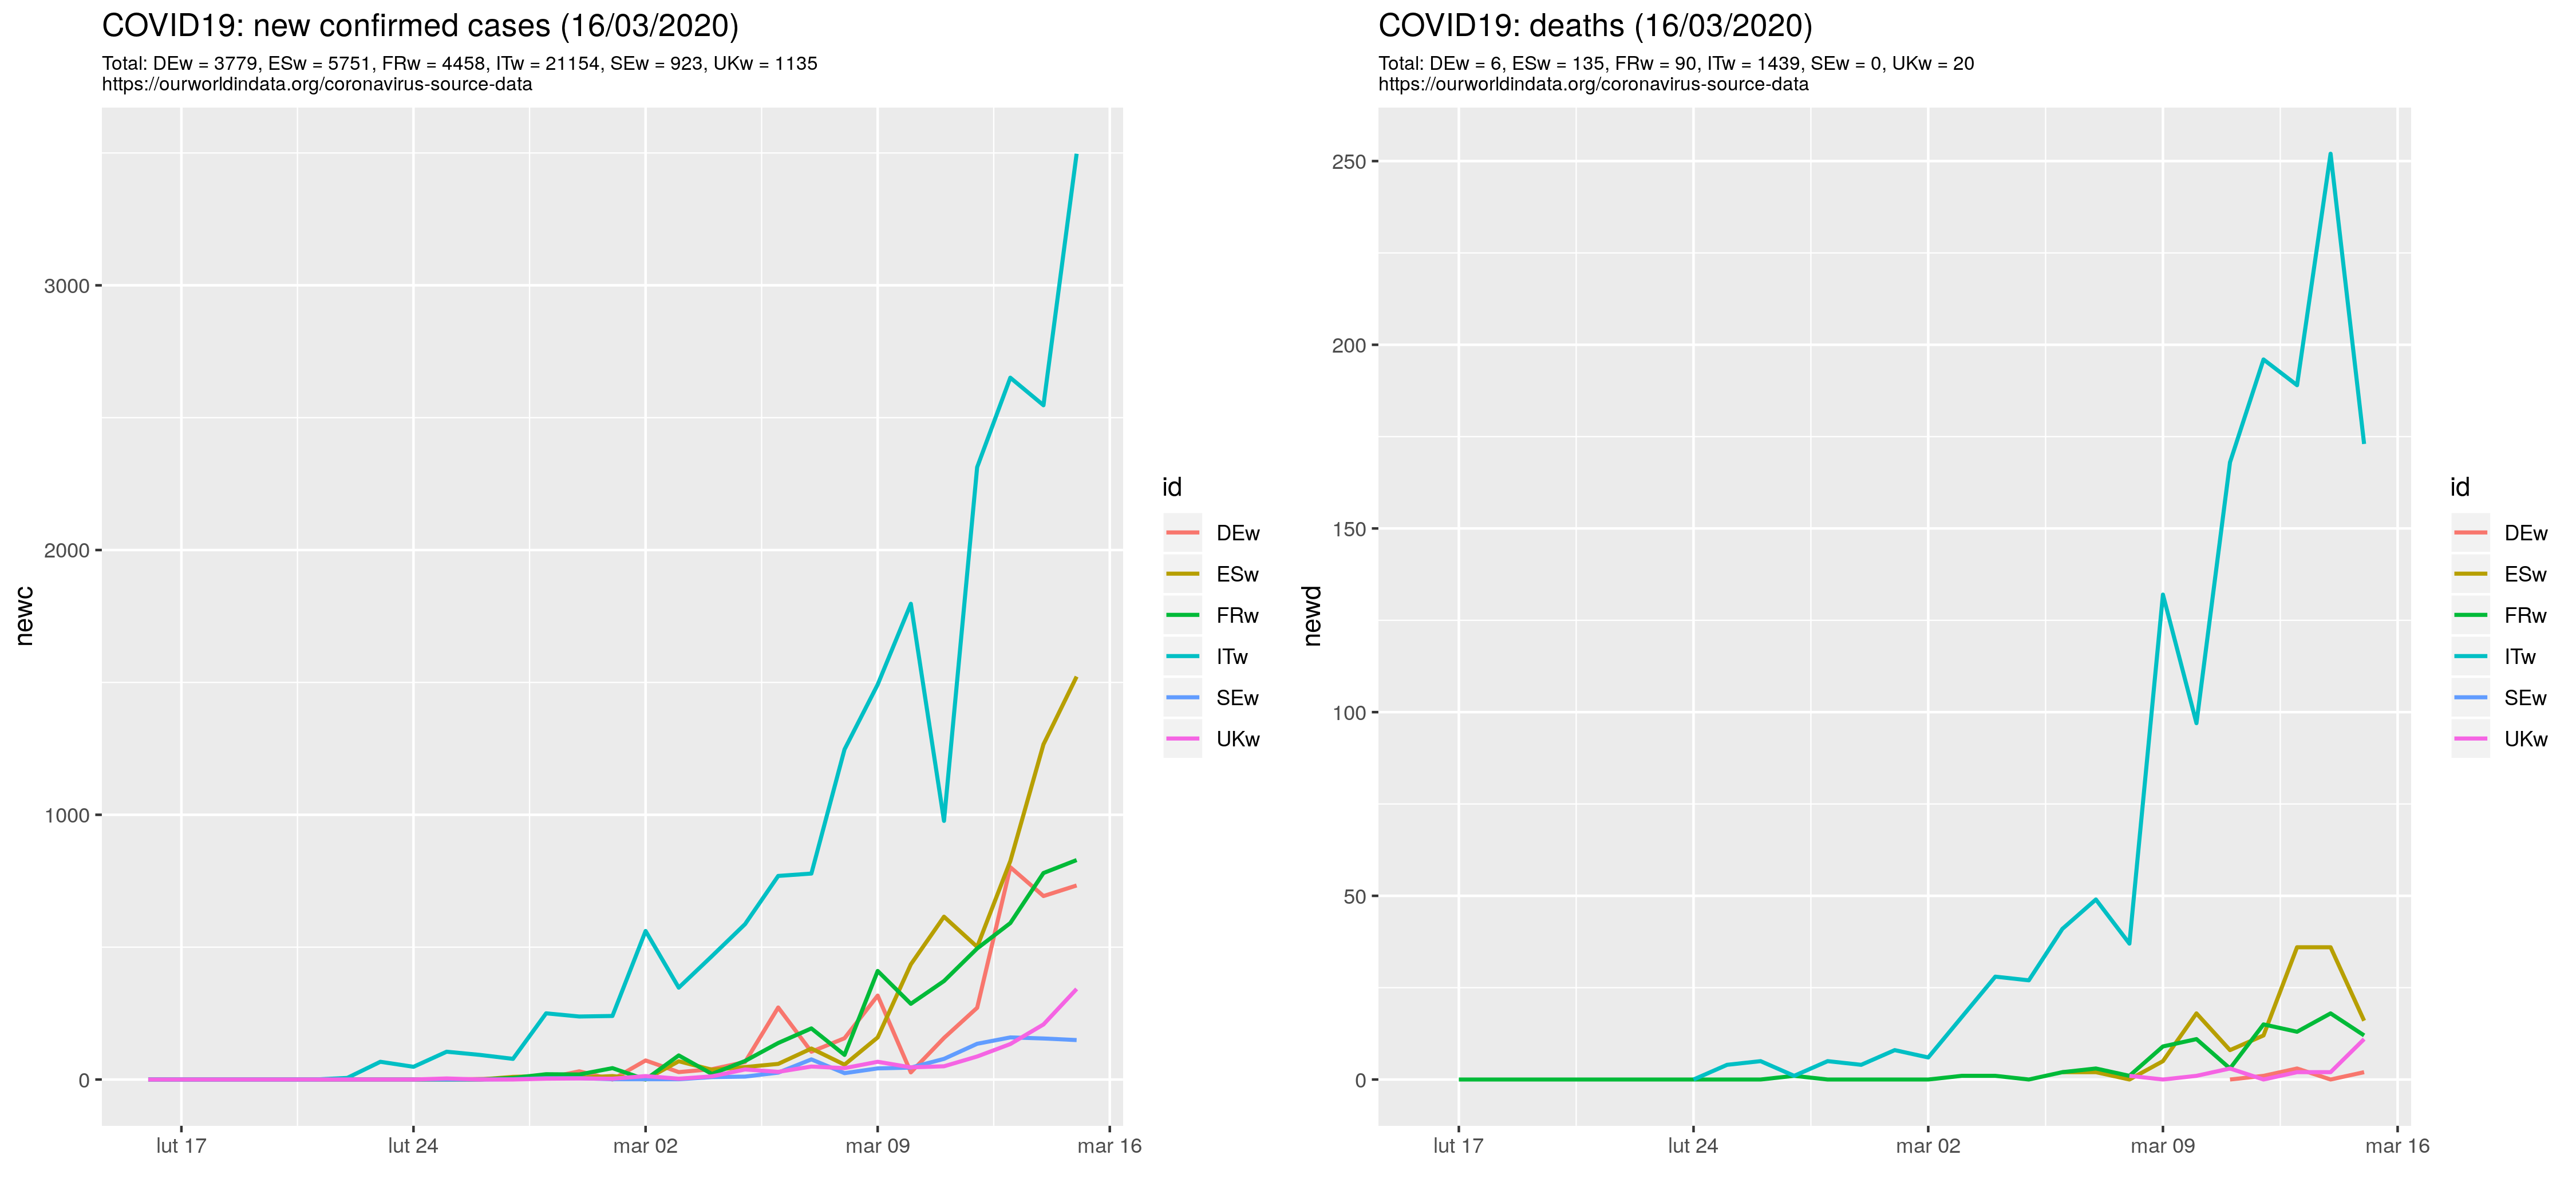 COVID19: new confirmed cases (16/03/2020)
Total: DEw = 3779, ESw = 5751, FRw = 4458, ITw = 21154, SEw = 923, UKw = 1135
https://ourworldindata.org/coronavirus-source-data
newc
3000
2000
1000
0
lut 17 lut 24 mar 02 mar 09 mar 16
id
DEw
ESw
FRw
ITw
SEw
UKw
COVID19: deaths (16/03/2020)
Total: DEw = 6, ESw = 135, FRw = 90, ITw = 1439, SEw = 0, UKw = 20
https://ourworldindata.org/coronavirus-source-data
newd
250
200
150
100
50
0
lut 17 lut 24 mar 02 mar 09 mar 16
id
DEw
ESw
FRw
ITw
SEw
UKw